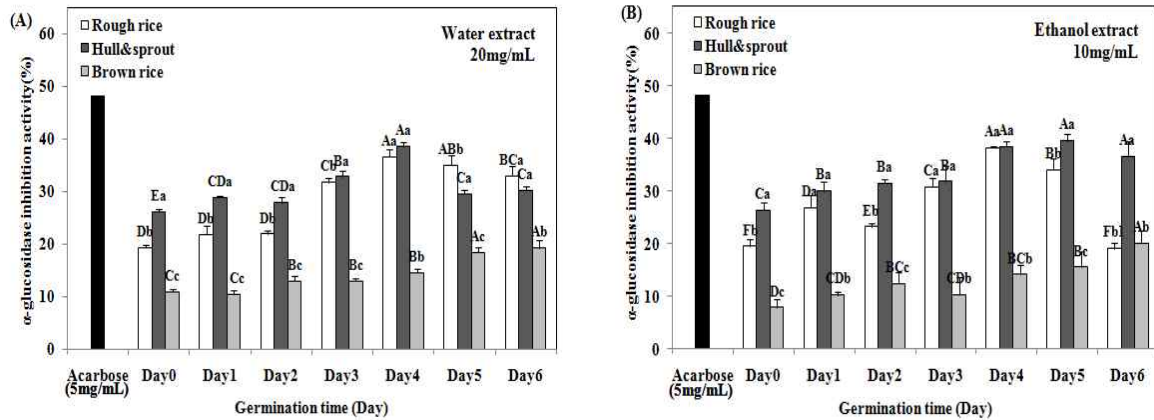 (A)
60
50
40
30
20
10
0
α-glucosidase inhibition activity(%)
Rough rice
Hull&sprout
Brown rice
Water extract
20mg/mL
Db
Ea
Cc
Db
CDa
Cc
Db
CDa
Bc
Cb
Ba
Bc
Aa
Aa
Bb
ABb
Ca
Ac
BCa
Ca
Ab
Acarbose Day0 Day1 Day2 Day3 Day4 Day5 Day6
(5mg/mL)
Germination time (Day)
(B)
60
50
40
30
20
10
0
α-glucosidase inhibition activity(%)
Rough rice
Hull&sprout
Brown rice
Ethanol extract
10mg/mL
Fb
Ca
Dc
Da
Ba
CDb
Eb
Ba
BCc
Ca
Ba
CDb
Aa
Aa
BCb
Bb
Aa
Bc
Aa
Ab
Acarbose Day0 Day1 Day2 Day3 Day4 Day5 Day6
(5mg/mL)
Germination time (Day)